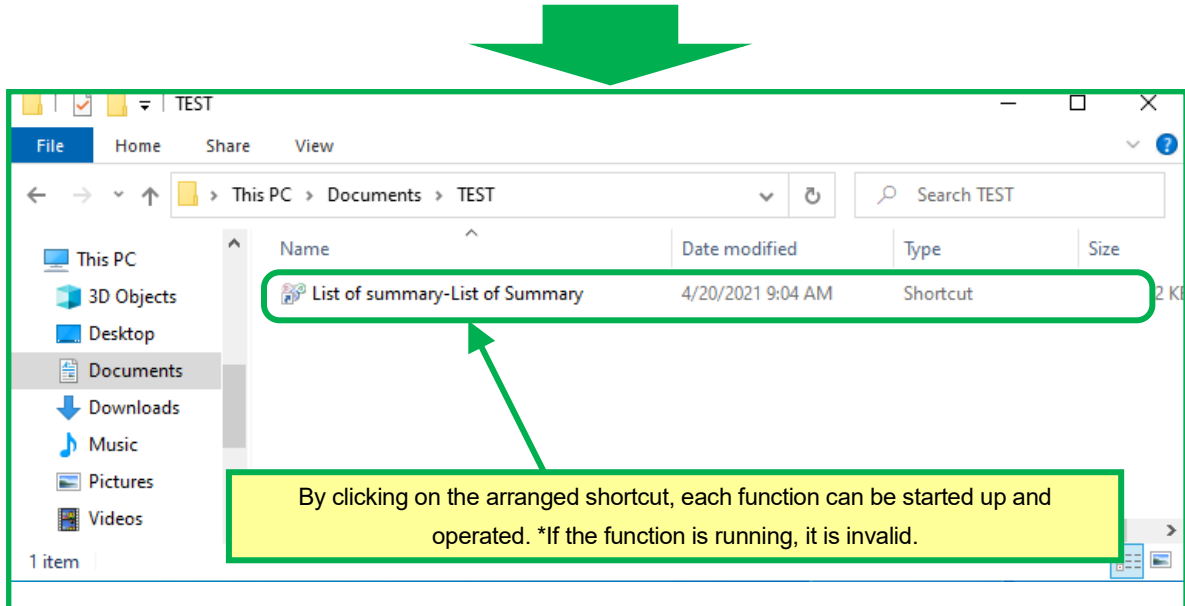 TEST
File Home Share View
This PC > Documents > TEST
Search TEST
Name Date modified Type Size
This PC
3D Objects
List of summary-List of Summary 4/20/2021 9:04 AM Shortcut 2 KB
Desktop
Documents
Downloads
Music
Pictures
Videos
By clicking on the arranged shortcut, each function can be started up and
operated. *If the function is running, it is invalid.
1 item